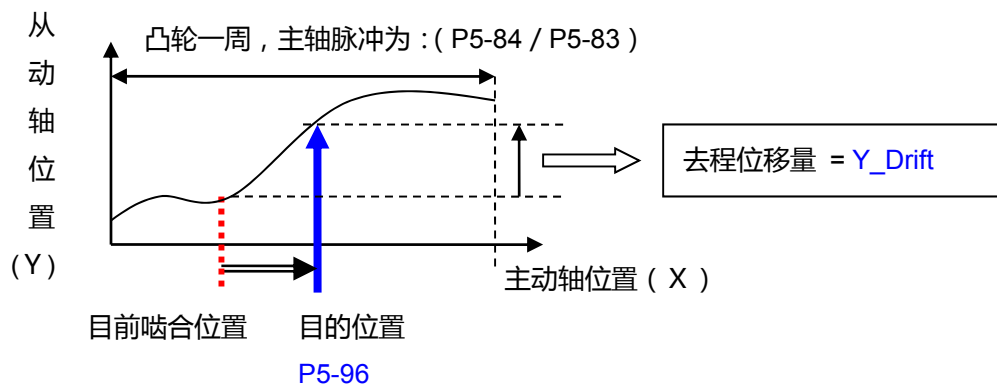 从
动
轴
位
置
(Y)
凸轮一周，主轴脉冲为：( P5-84 / P5-83 )
去程位移量 = Y_Drift
主动轴位置（ X ）
目前啮合位置
目的位置
P5-96